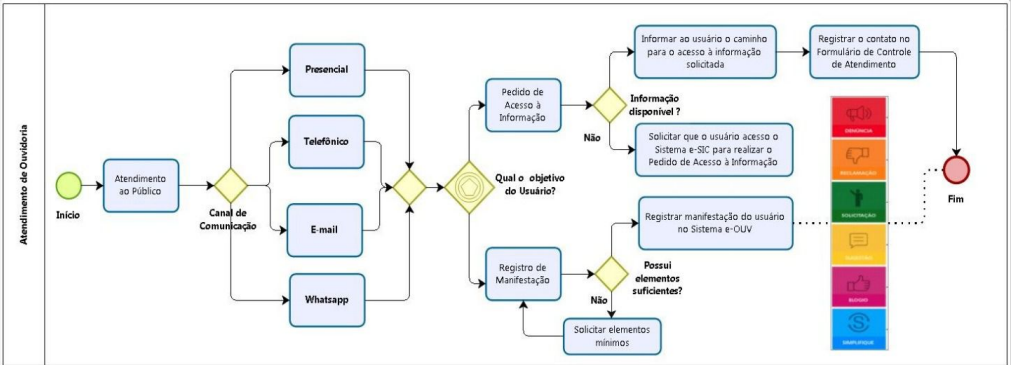 Atendimento de Ouvidoria
Início
Atendimento
ao Público
Canal de
Comunicação
Presencial
Telefônico
E-mail
Whatsapp
Qual o objetivo
do Usuário?
Pedido de
Acesso à
Informação
Informação
disponível ?
Não
Informar ao usuário o caminho
para o acesso à informação
solicitada
Registrar o contato no
Formulário de Controle
de Atendimento
Solicitar que o usuário acesso o
Sistema e-SIC para realizar o
Pedido de Acesso à Informação
Registro de
Manifestação
Possui
elementos
suficientes?
Não
Registrar manifestação do usuário
no Sistema e-OUV
Solicitar elementos
mínimos
DENÚNCIA
RECLAMAÇÃO
SOLICITAÇÃO
ELOGIO
SIMPLIFIQUE
Fim